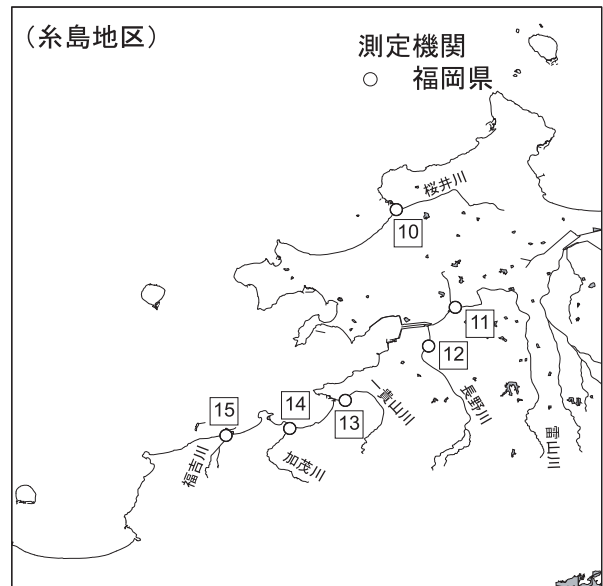 （糸島地区）
測定機関
○ 福岡県
桜井川
10
11
12
一貴山川
長野川
雷山川
13
14
15
加茂川
福吉川